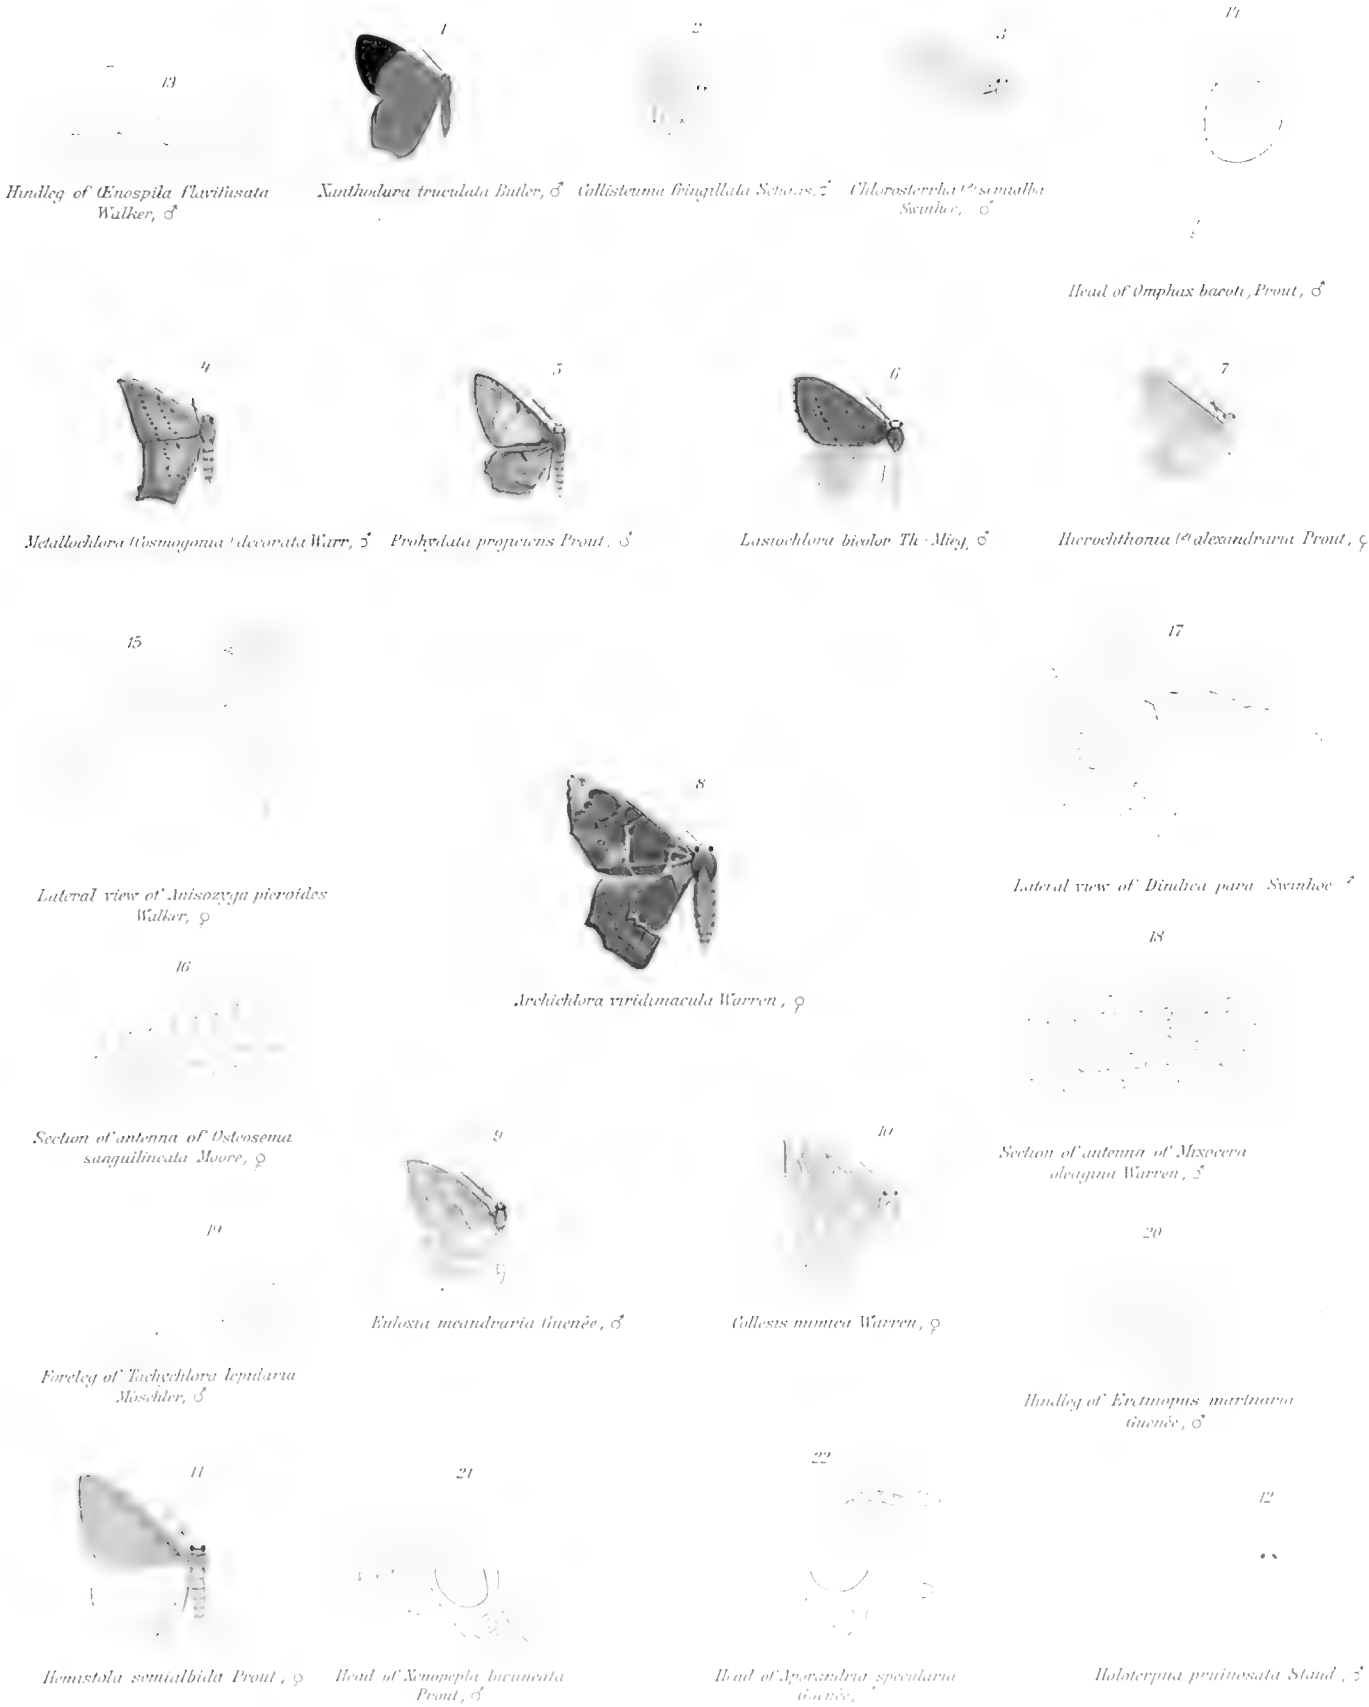 1
2
3
14
13
Hindleg of Œnospila flavifusata
Walker, ♂
Xanthodura trucidata Butler, ♂
Callisteuma fringillata Schaus, ♂
Chlorosterrha (?) semialba
Swinhoe, ♂
Head of Omphax bacoti, Prout, ♂
4
5
6
7
Metallochlora (Cosmogonia) decorata Warr, ♂
Prohydata projiciens Prout, ♂
Lasiochlora bicolor Th.-Mieg, ♂
Hierochthonia (?) alexandraria Prout, ♀
15
17
8
Lateral view of Anisozyga pieroides
Walker, ♀
Lateral view of Dindica para Swinhoe ♂
16
18
Archichlora viridimacula Warren, ♀
Section of antenna of Osteosema
sanguilineata Moore, ♀
9
10
Section of antenna of Mixocera
oleagina Warren, ♂
19
20
Euloxia meandraria Guenée, ♂
Collesis mimica Warren, ♀
Foreleg of Tachychlora lepidaria
Möschler, ♂
Hindleg of Eretmopus marinaria
Guenée, ♂
11
21
22
12
Hemistola semialbida Prout, ♀
Head of Xenopepla bicuneata
Prout, ♂
Head of Aporandria specularia
Guenée,
Holoterpna pruinosata Staud, ♂